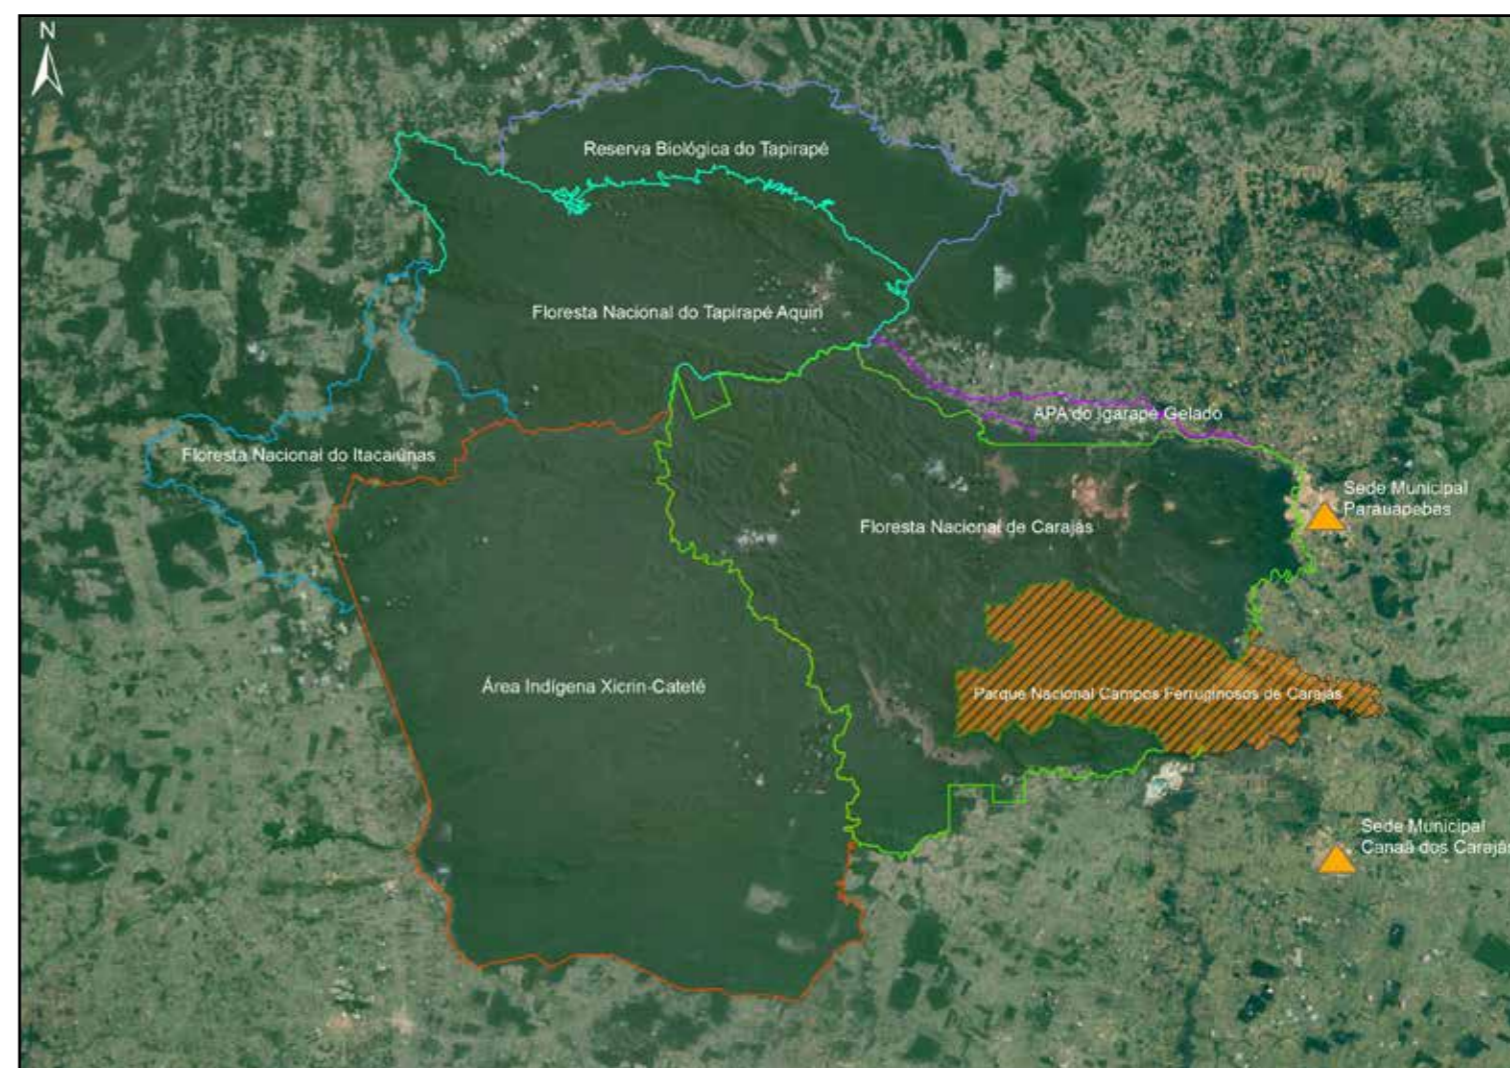 N
Reserva Biológica do Tapirapé
Floresta Nacional do Tapirapé Aquiri
APA do Igarapé Gelado
Floresta Nacional do Itacaiúnas
Sede Municipal
Parauapebas
Floresta Nacional de Carajás
Área Indígena Xicrin-Cateté
Parque Nacional Campos Ferruginosos de Carajás
Sede Municipal
Canaã dos Carajás